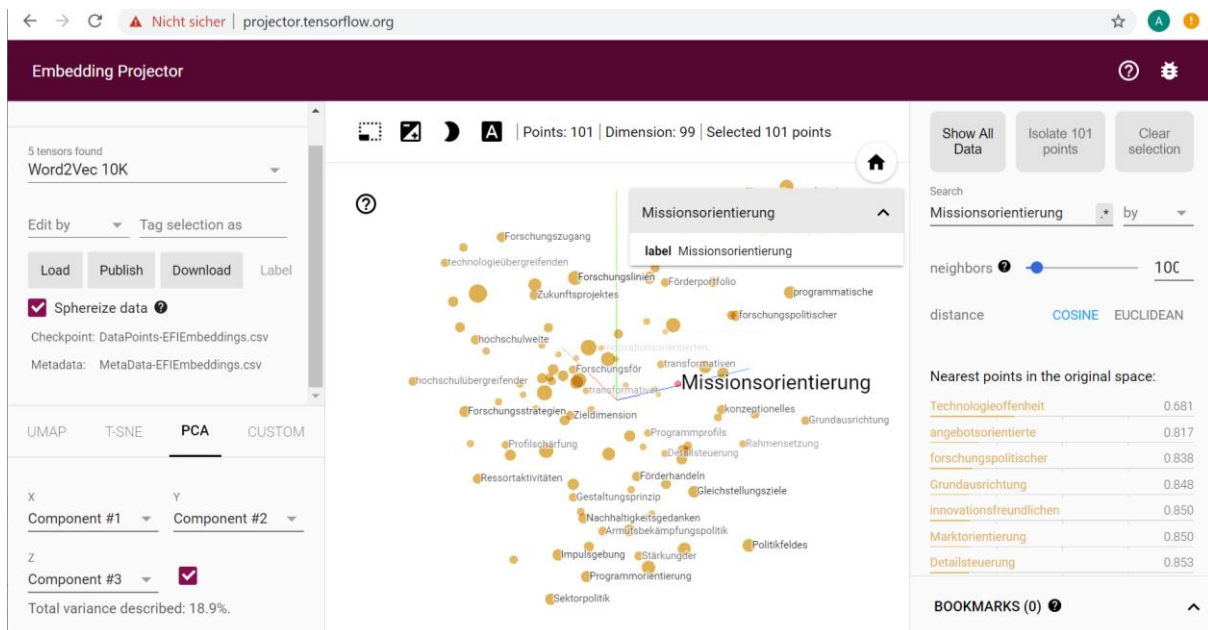 Nicht sicher | projector.tensorflow.org
A
Embedding Projector
5 tensors found
Word2Vec 10K
Edit by
Tag selection as
Load
Publish
Download
Label
Sphereize data
Checkpoint: DataPoints-EFIEmbeddings.csv
Metadata: MetaData-EFIEmbeddings.csv
UMAP
T-SNE
PCA
CUSTOM
X
Y
Component #1
Component #2
Z
Component #3
Total variance described: 18.9%.
A
Points: 101 | Dimension: 99 | Selected 101 points
Missionsorientierung
label Missionsorientierung
Forschungszugang
technologieübergreifenden
Forschungslinien
Förderportfolio
Zukunftsprojektes
programmatische
forschungspolitischer
hochschulweite
innovationsorientierten
Forschungsför
transformativen
hochschulübergreifender
transformative
Missionsorientierung
Forschungsstrategien
Zieldimension
konzeptionelles
Grundausrichtung
Programmprofils
Profilschärfung
Rahmensetzung
Detailsteuerung
Ressortaktivitäten
Förderhandeln
Gleichstellungsziele
Gestaltungsprinzip
Nachhaltigkeitsgedanken
Armutsbekämpfungspolitik
Politikfeldes
Impulsgebung
Stärkungder
Programmorientierung
Sektorpolitik
Show All Data
Isolate 101 points
Clear selection
Search
Missionsorientierung
.*
by
neighbors
100
distance
COSINE
EUCLIDEAN
Nearest points in the original space:
Technologieoffenheit 0.681
angebotsorientierte 0.817
forschungspolitischer 0.838
Grundausrichtung 0.848
innovationsfreundlichen 0.850
Marktorientierung 0.850
Detailsteuerung 0.853
BOOKMARKS (0)